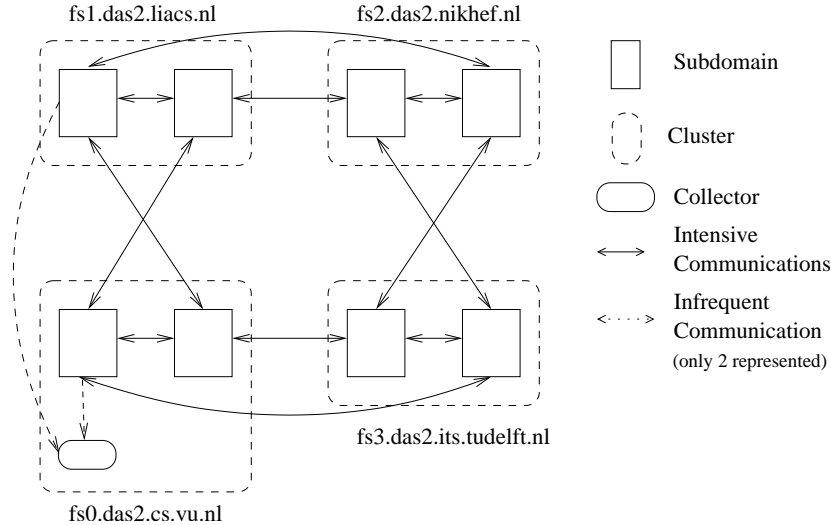 fs1.das2.liacs.nl
fs2.das2.nikhef.nl
Subdomain
Cluster
Collector
Intensive
Communications
Infrequent
Communication
(only 2 represented)
fs3.das2.its.tudelft.nl
fs0.das2.cs.vu.nl